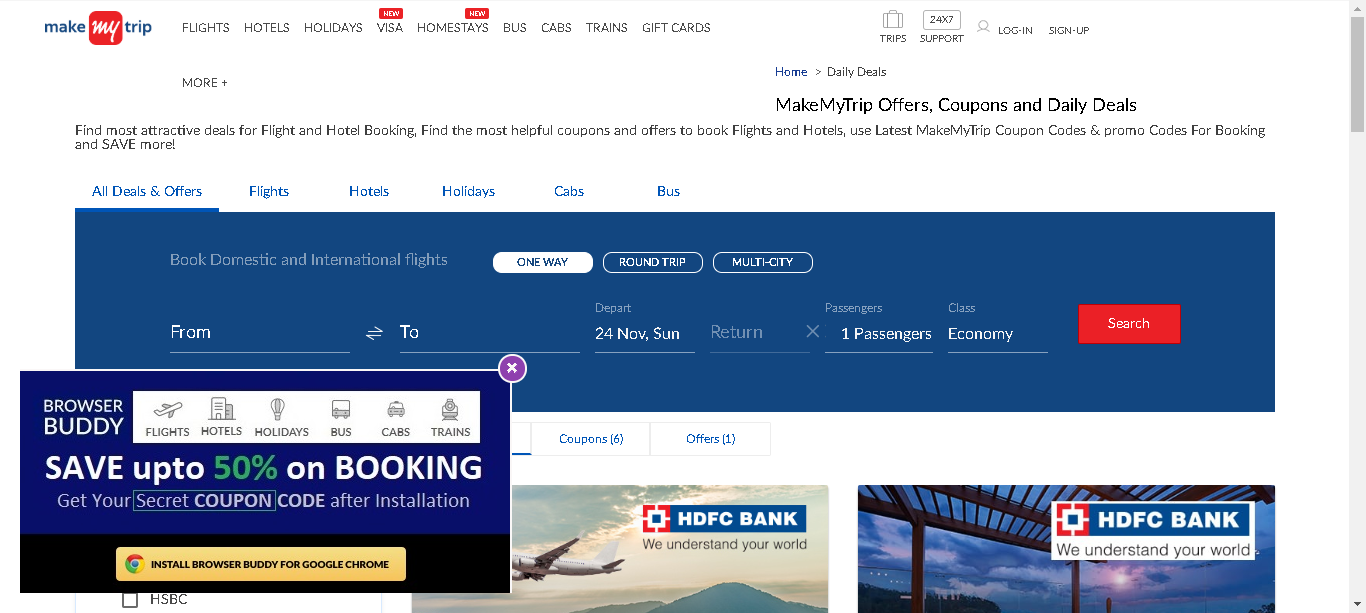 make my trip
FLIGHTS HOTELS HOLIDAYS VISA NEW HOMESTAYS NEW BUS CABS TRAINS GIFT CARDS
TRIPS
24X7 SUPPORT
LOG-IN SIGN-UP
MORE +
Home > Daily Deals
MakeMyTrip Offers, Coupons and Daily Deals
Find most attractive deals for Flight and Hotel Booking, Find the most helpful coupons and offers to book Flights and Hotels, use Latest MakeMyTrip Coupon Codes & promo Codes For Booking
and SAVE more!
All Deals & Offers Flights Hotels Holidays Cabs Bus
Book Domestic and International flights ONE WAY ROUND TRIP MULTI-CITY
Depart Passengers Class
From To 24 Nov, Sun Return 1 Passengers Economy Search
BROWSER
BUDDY
FLIGHTS HOTELS HOLIDAYS BUS CABS TRAINS
SAVE upto 50% on BOOKING
Get Your Secret COUPON CODE after Installation
INSTALL BROWSER BUDDY FOR GOOGLE CHROME
Coupons (6) Offers (1)
HDFC BANK
We understand your world
HDFC BANK
We understand your world
HSBC